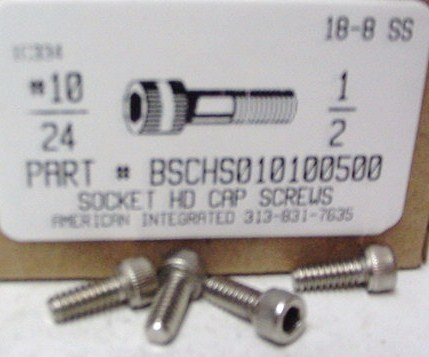 18-8 SS
#10
24
1
2
PART # BSCHS010100500
SOCKET HD CAP SCREWS
AMERICAN INTEGRATED 313-831-7635